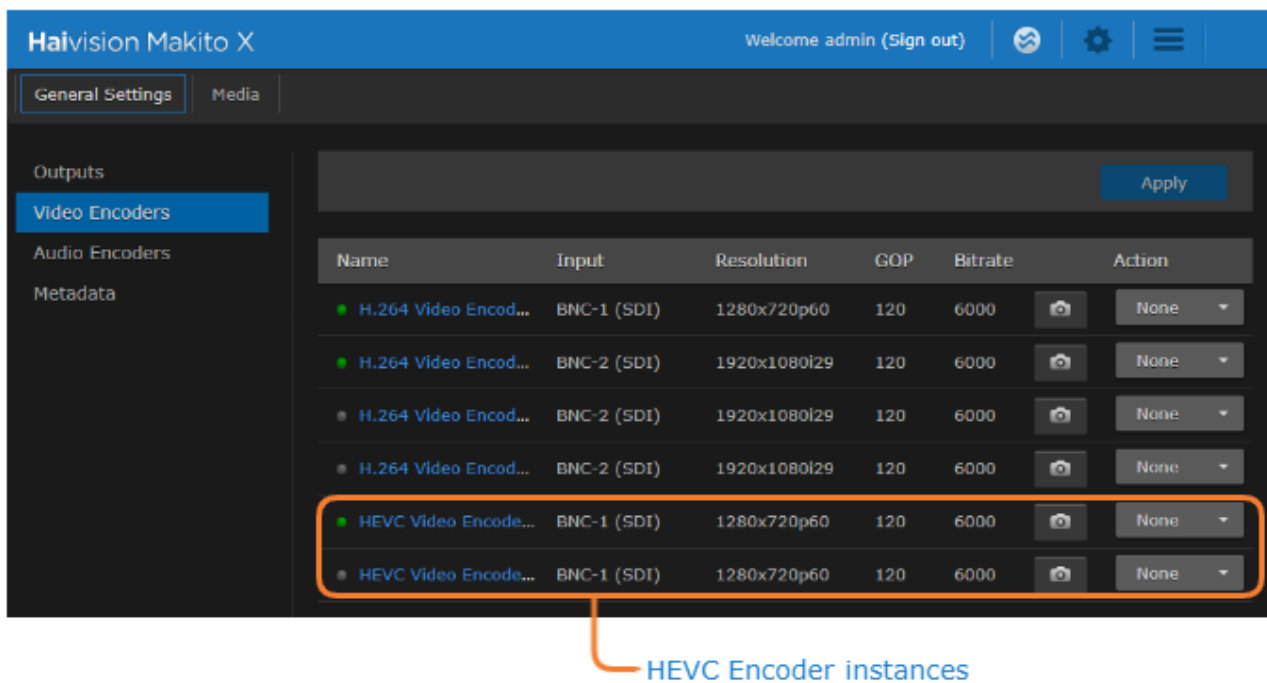 Haivision Makito X
Welcome admin (Sign out)
General Settings
Media
Outputs
Video Encoders
Audio Encoders
Metadata
Apply
Name Input Resolution GOP Bitrate Action
H.264 Video Encod... BNC-1 (SDI) 1280x720p60 120 6000 None
H.264 Video Encod... BNC-2 (SDI) 1920x1080i29 120 6000 None
H.264 Video Encod... BNC-2 (SDI) 1920x1080i29 120 6000 None
H.264 Video Encod... BNC-2 (SDI) 1920x1080i29 120 6000 None
HEVC Video Encode... BNC-1 (SDI) 1280x720p60 120 6000 None
HEVC Video Encode... BNC-1 (SDI) 1280x720p60 120 6000 None
HEVC Encoder instances